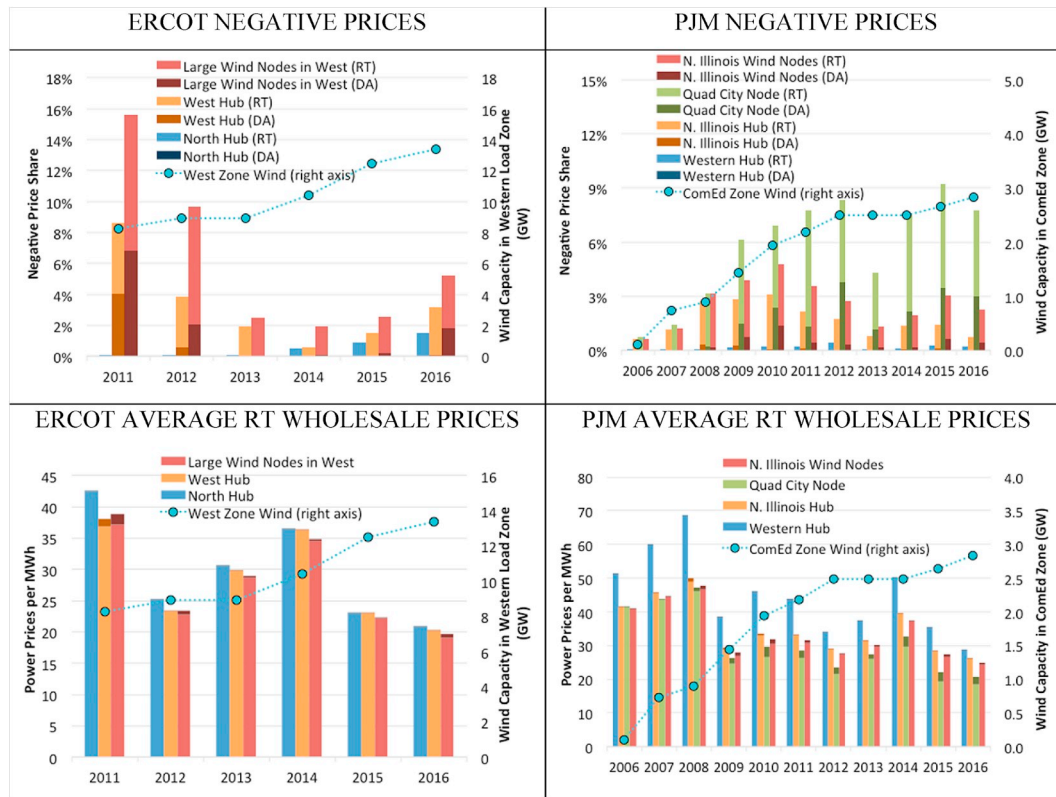 ERCOT NEGATIVE PRICES
Large Wind Nodes in West (RT)
Large Wind Nodes in West (DA)
West Hub (RT)
West Hub (DA)
North Hub (RT)
North Hub (DA)
West Zone Wind (right axis)
Negative Price Share
18%
16%
14%
12%
10%
8%
6%
4%
2%
0%
2011 2012 2013 2014 2015 2016
18
16
14
12
10
8
6
4
2
0
Wind Capacity in Western Load Zone
(GW)
PJM NEGATIVE PRICES
N. Illinois Wind Nodes (RT)
N. Illinois Wind Nodes (DA)
Quad City Node (RT)
Quad City Node (DA)
N. Illinois Hub (RT)
N. Illinois Hub (DA)
Western Hub (RT)
Western Hub (DA)
ComEd Zone Wind (right axis)
Negative Price Share
15%
12%
9%
6%
3%
0%
2006 2007 2008 2009 2010 2011 2012 2013 2014 2015 2016
5.0
4.0
3.0
2.0
1.0
0.0
Wind Capacity in ComEd Zone (GW)
ERCOT AVERAGE RT WHOLESALE PRICES
Large Wind Nodes in West
West Hub
North Hub
West Zone Wind (right axis)
Power Prices per MWh
45
40
35
30
25
20
15
10
5
0
2011 2012 2013 2014 2015 2016
16
14
12
10
8
6
4
2
0
Wind Capacity in Western Load Zone
(GW)
PJM AVERAGE RT WHOLESALE PRICES
N. Illinois Wind Nodes
Quad City Node
N. Illinois Hub
Western Hub
ComEd Zone Wind (right axis)
Power Prices per MWh
80
70
60
50
40
30
20
10
0
2006 2007 2008 2009 2010 2011 2012 2013 2014 2015 2016
4.0
3.5
3.0
2.5
2.0
1.5
1.0
0.5
0.0
Wind Capacity in ComEd Zone (GW)